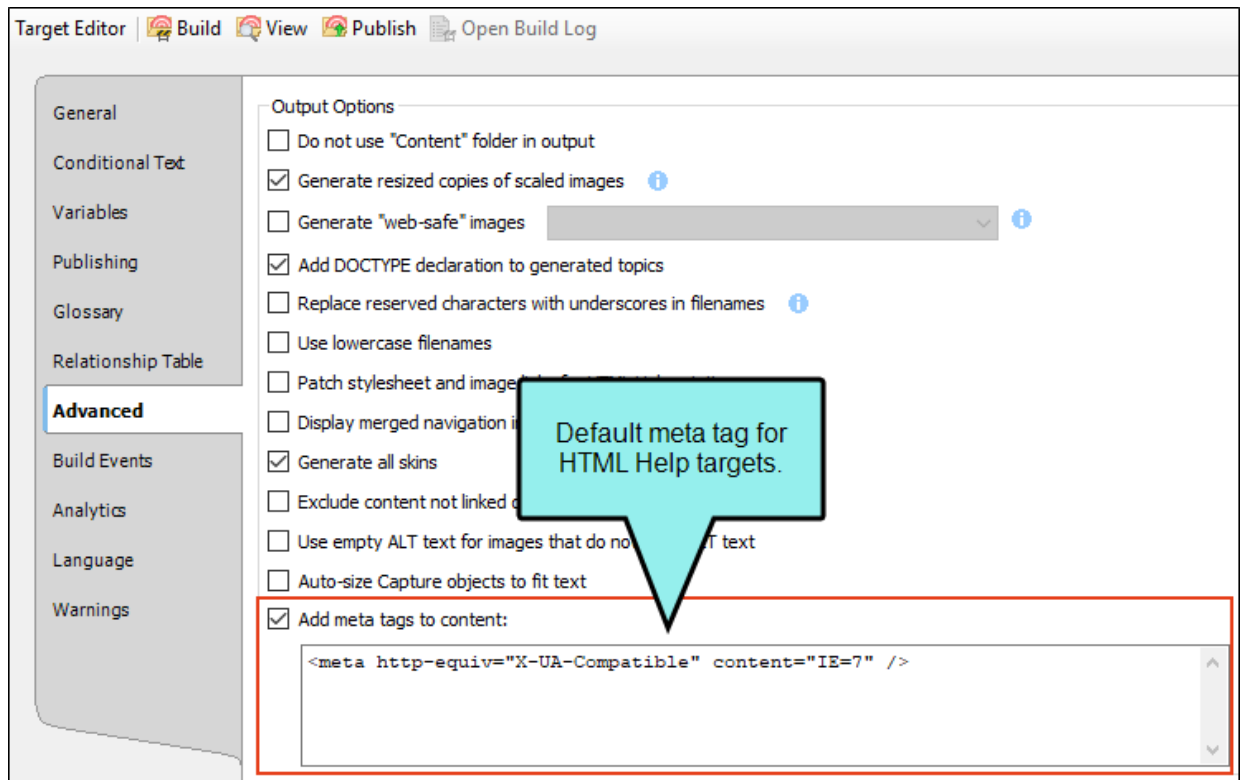 Target Editor Build View Publish Open Build Log
General
Conditional Text
Variables
Publishing
Glossary
Relationship Table
Advanced
Build Events
Analytics
Language
Warnings
Output Options
Do not use "Content" folder in output
Generate resized copies of scaled images
Generate "web-safe" images
Add DOCTYPE declaration to generated topics
Replace reserved characters with underscores in filenames
Use lowercase filenames
Patch stylesheet and image
Display merged navigation
Generate all skins
Exclude content not linked
Use empty ALT text for images that do no text
Auto-size Capture objects to fit text
Add meta tags to content:
<meta http-equiv="X-UA-Compatible" content="IE=7" />
Default meta tag for
HTML Help targets.